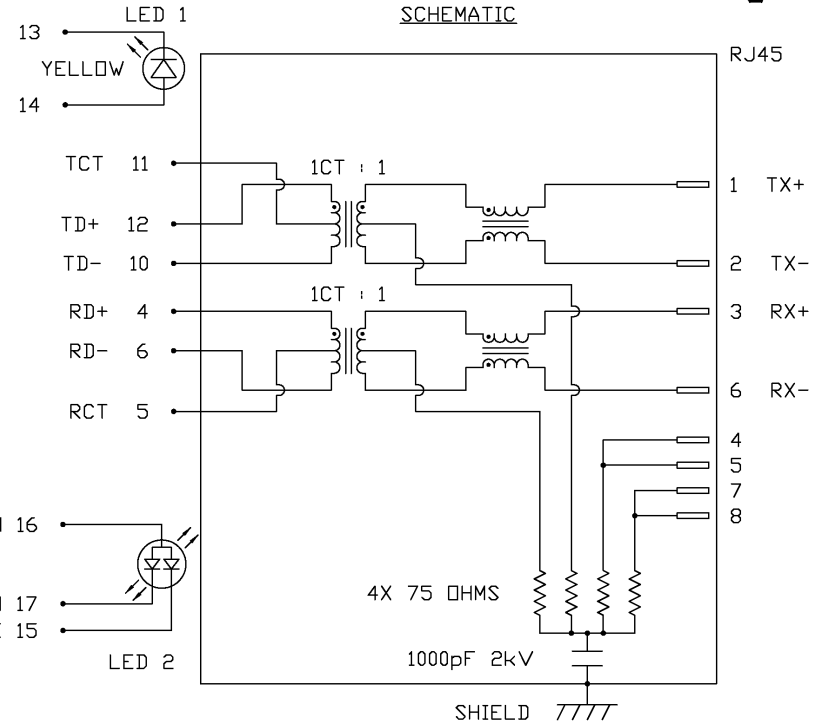 LED 1
SCHEMATIC
13
YELLOW
14
RJ45
TCT 11
1CT : 1
1 TX+
TD+ 12
TD- 10
2 TX-
1CT : 1
RD+ 4
3 RX+
RD- 6
6 RX-
RCT 5
4
5
7
8
16
17
15
4X 75 OHMS
LED 2
1000pF 2kV
SHIELD